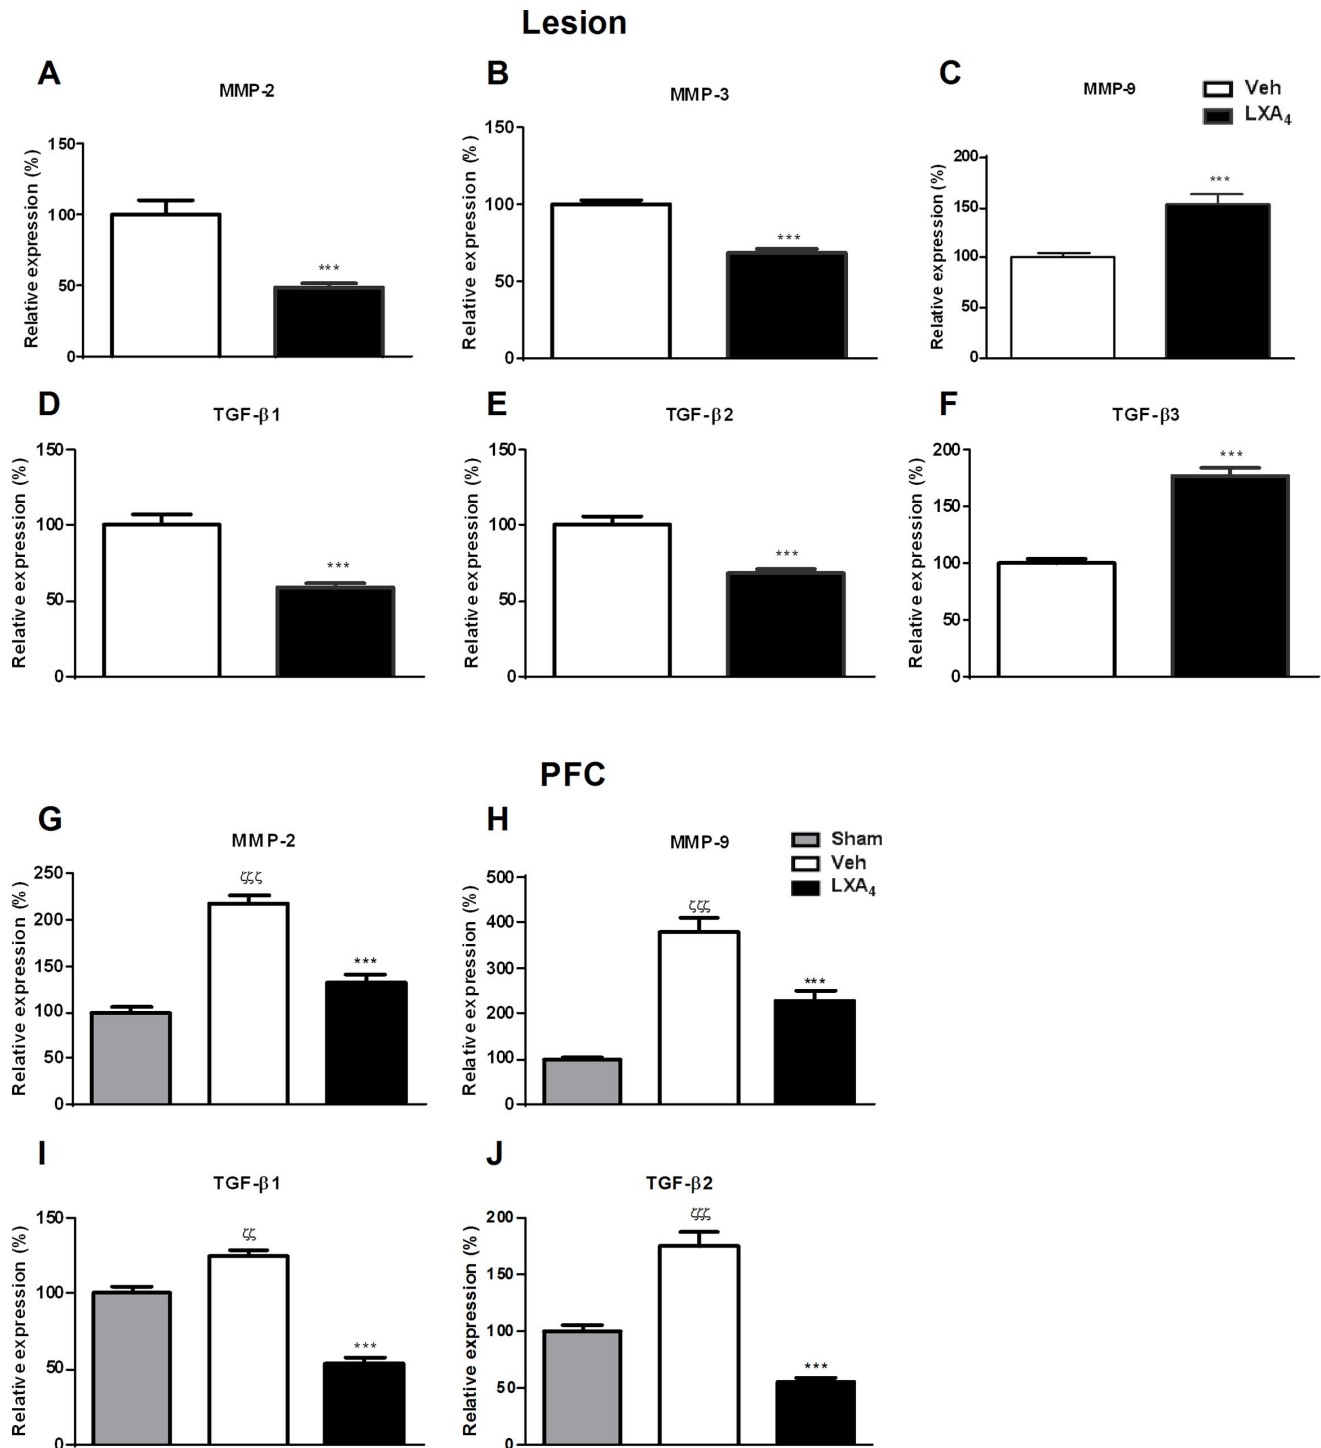 Lesion
A
MMP-2
Relative expression (%)
150
100
50
0
***
B
MMP-3
Relative expression (%)
150
100
50
0
***
C
MMP-9
Veh
LXA4
Relative expression (%)
200
150
100
50
0
***
D
TGF-β1
Relative expression (%)
150
100
50
0
***
E
TGF-β2
Relative expression (%)
150
100
50
0
***
F
TGF-β3
Relative expression (%)
200
150
100
50
0
***
PFC
G
MMP-2
Relative expression (%)
250
200
150
100
50
0
ζζζ
***
H
MMP-9
Sham
Veh
LXA4
Relative expression (%)
500
400
300
200
100
0
ζζζ
***
I
TGF-β1
Relative expression (%)
150
100
50
0
ζζ
***
J
TGF-β2
Relative expression (%)
200
150
100
50
0
ζζζ
***